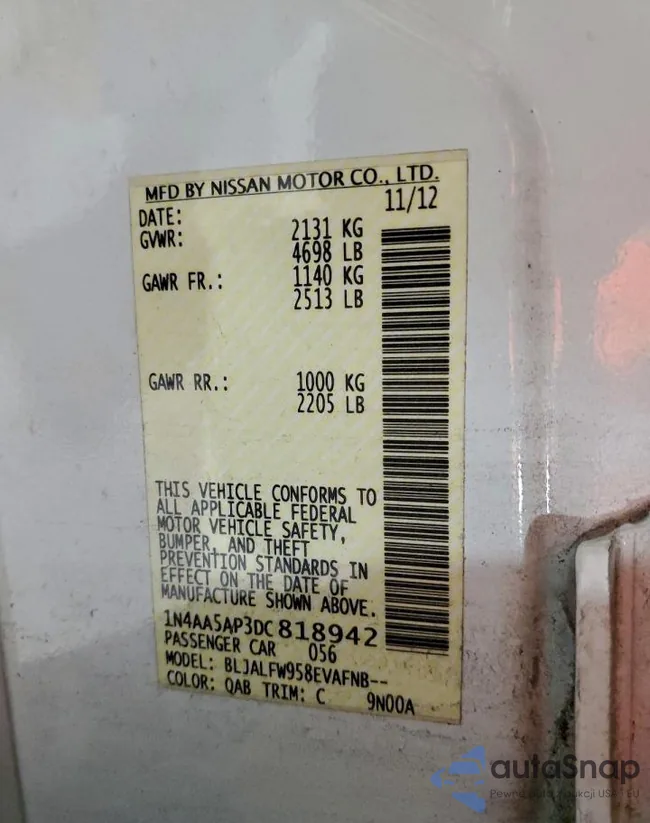 MFD BY NISSAN MOTOR CO., LTD.
DATE: 11/12
GVWR: 2131 KG
4698 LB
GAWR FR.: 1140 KG
2513 LB
GAWR RR.: 1000 KG
2205 LB
THIS VEHICLE CONFORMS TO
ALL APPLICABLE FEDERAL
MOTOR VEHICLE SAFETY,
BUMPER, AND THEFT
PREVENTION STANDARDS IN
EFFECT ON THE DATE OF
MANUFACTURE SHOWN ABOVE.
1N4AA5AP3DC818942
PASSENGER CAR 056
MODEL: BLJALFW958EVAFNB--
COLOR: QAB TRIM: C 9N00A
autaSnap